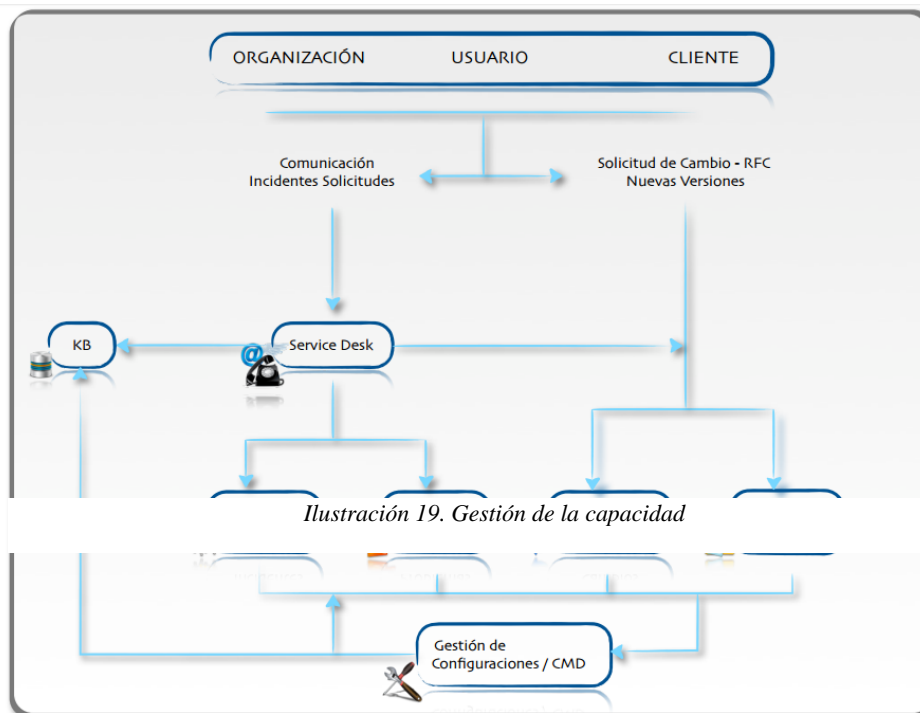 ORGANIZACIÓN USUARIO CLIENTE
Comunicación
Incidentes Solicitudes
Solicitud de Cambio - RFC
Nuevas Versiones
KB
@
Service Desk
Ilustración 19. Gestión de la capacidad
Gestión de
Configuraciones / CMD